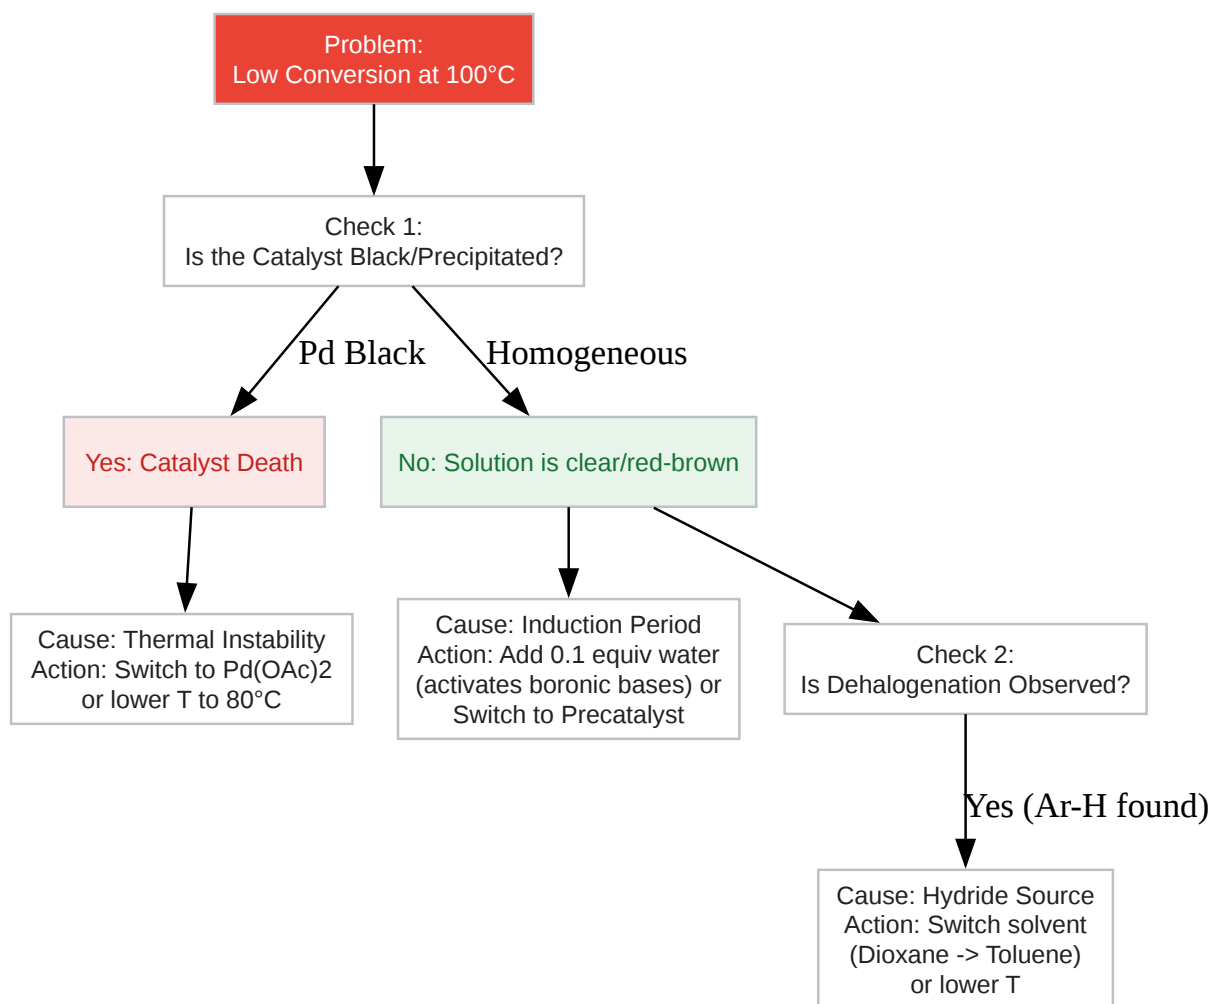 Problem:
Low Conversion at 100°C
Check 1:
Is the Catalyst Black/Precipitated?
Pd Black
Homogeneous
Yes: Catalyst Death
No: Solution is clear/red-brown
Cause: Thermal Instability
Action: Switch to Pd(OAc)2
or lower T to 80°C
Cause: Induction Period
Action: Add 0.1 equiv water
(activates boronic bases) or
Switch to Precatalyst
Check 2:
Is Dehalogenation Observed?
Yes (Ar-H found)
Cause: Hydride Source
Action: Switch solvent
(Dioxane -> Toluene)
or lower T